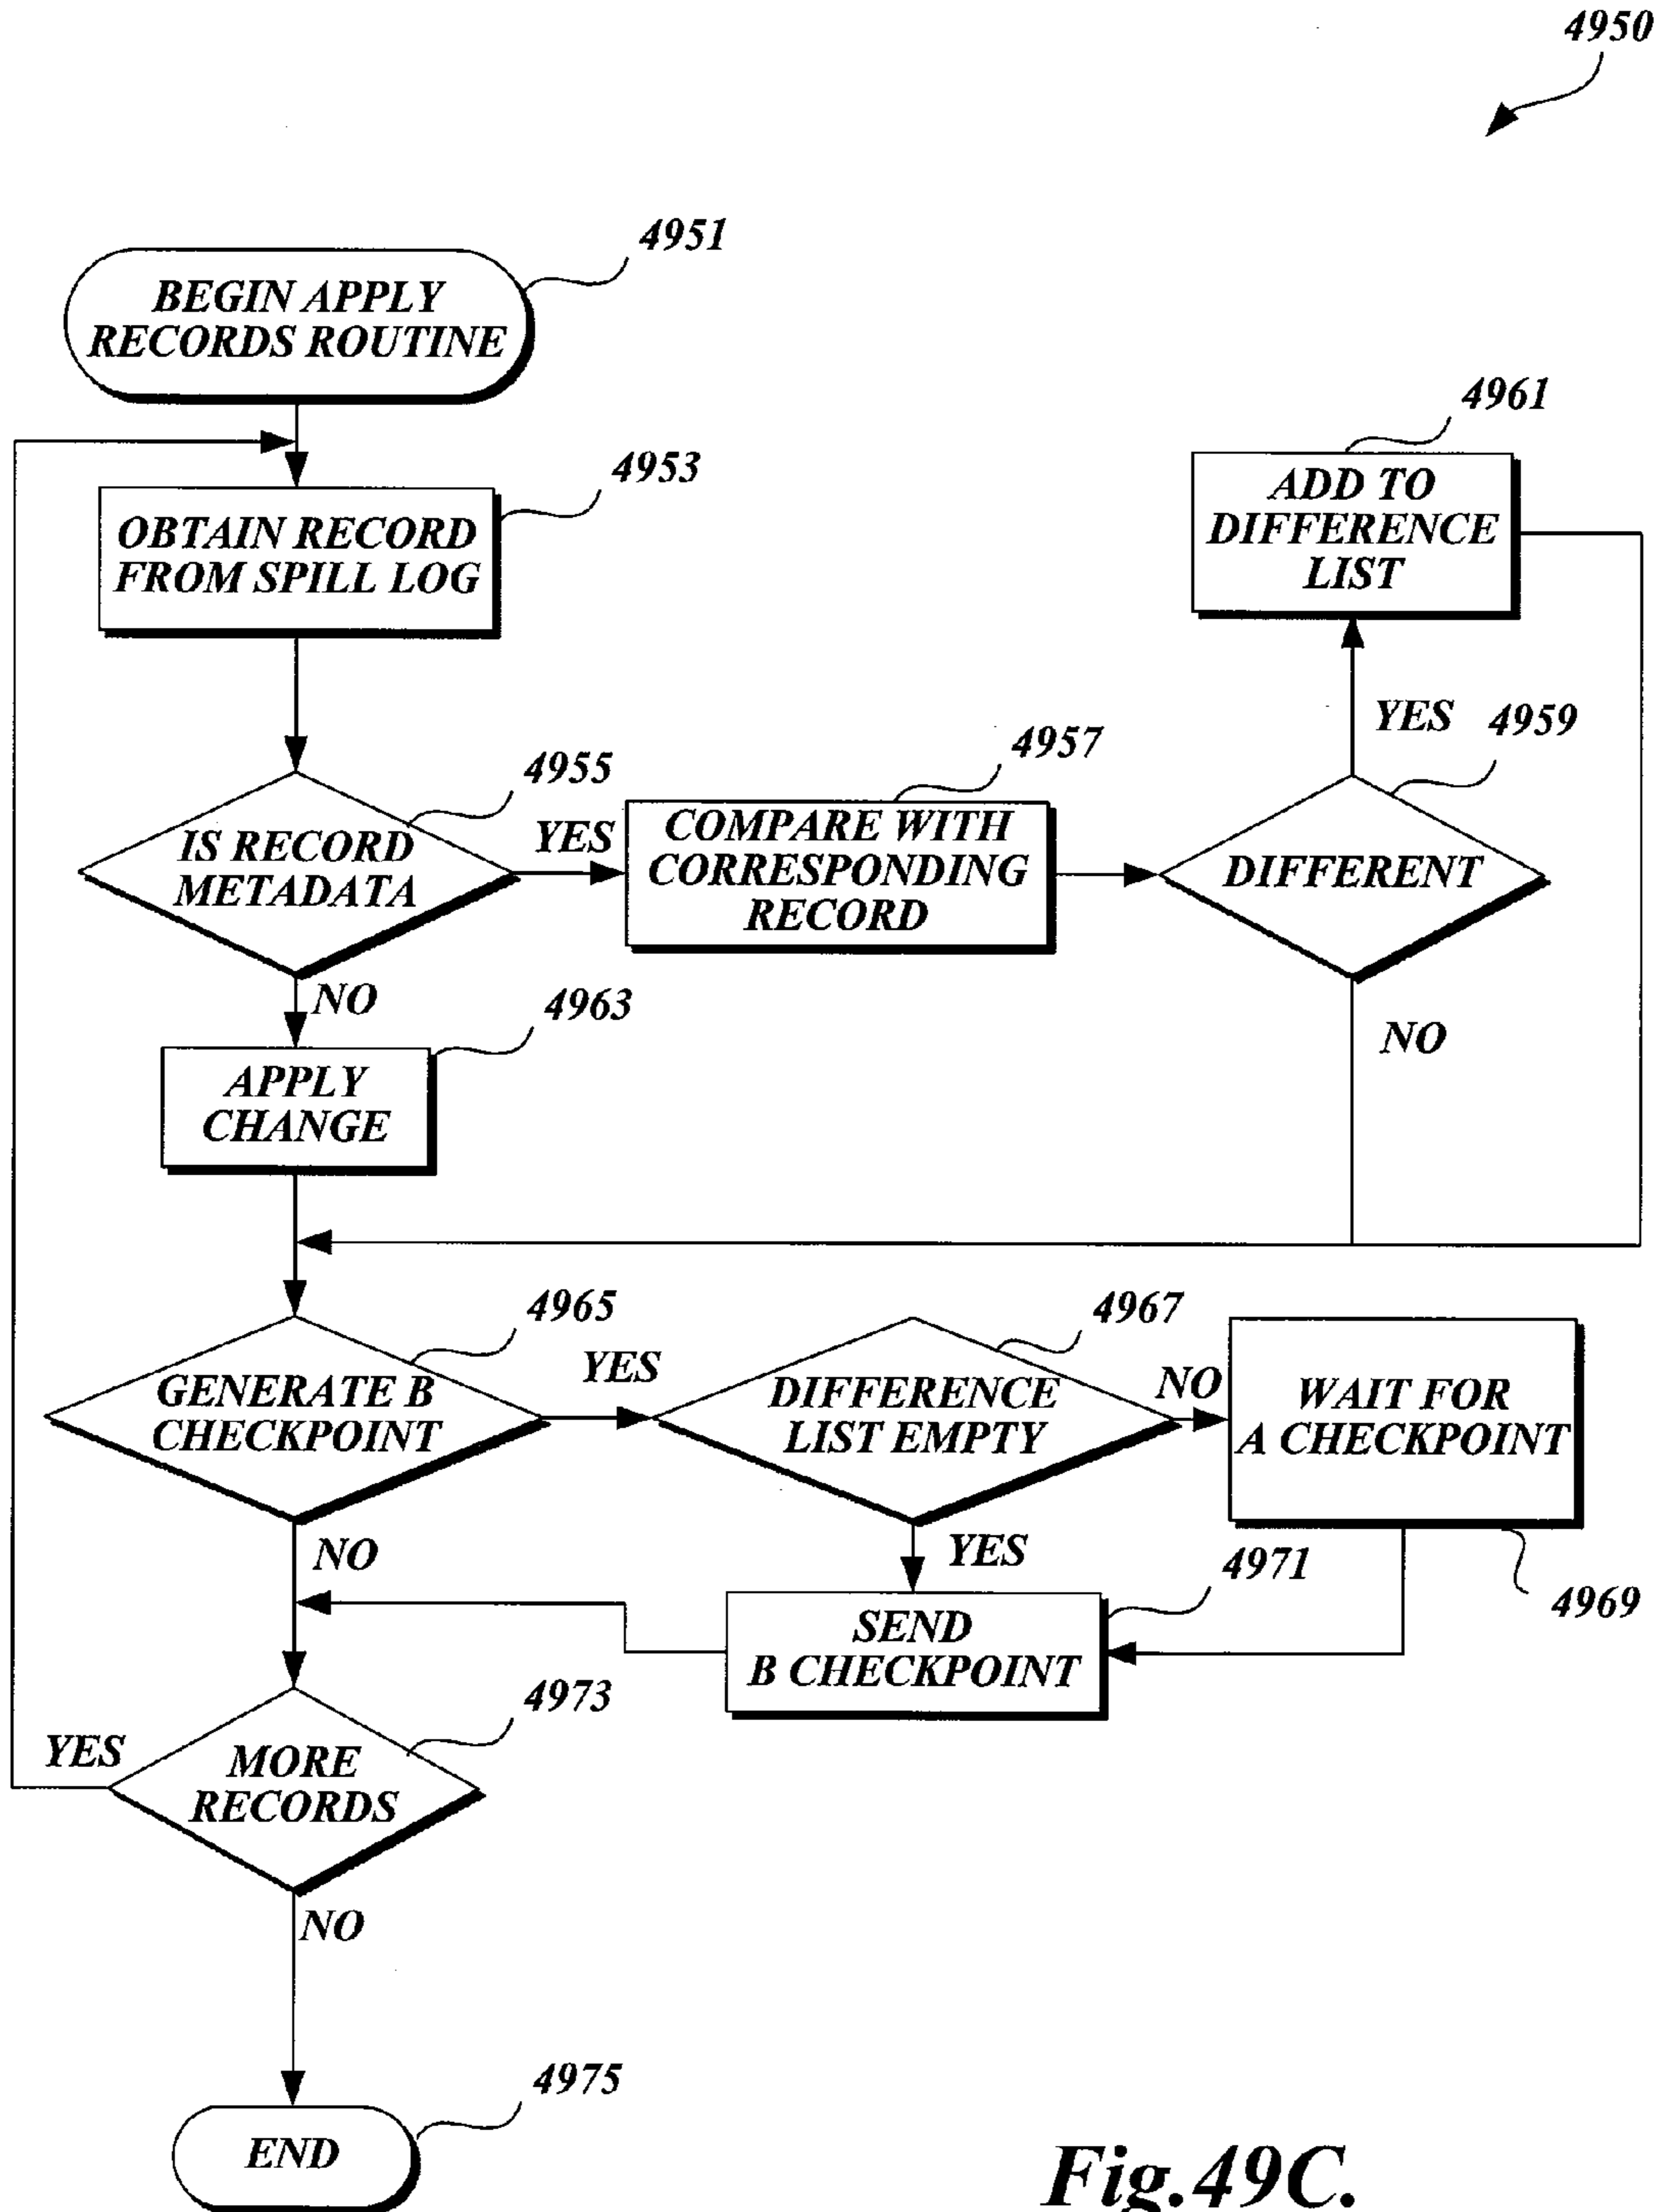 4950
4951
BEGIN APPLY
RECORDS ROUTINE
4953
OBTAIN RECORD
FROM SPILL LOG
4961
ADD TO
DIFFERENCE
LIST
4955
IS RECORD
METADATA
YES
4957
COMPARE WITH
CORRESPONDING
RECORD
YES
4959
DIFFERENT
NO
NO
4963
APPLY
CHANGE
4965
GENERATE B
CHECKPOINT
YES
4967
DIFFERENCE
LIST EMPTY
NO
WAIT FOR
A CHECKPOINT
4969
NO
YES
4971
SEND
B CHECKPOINT
4973
MORE
RECORDS
YES
NO
4975
END
Fig.49C.